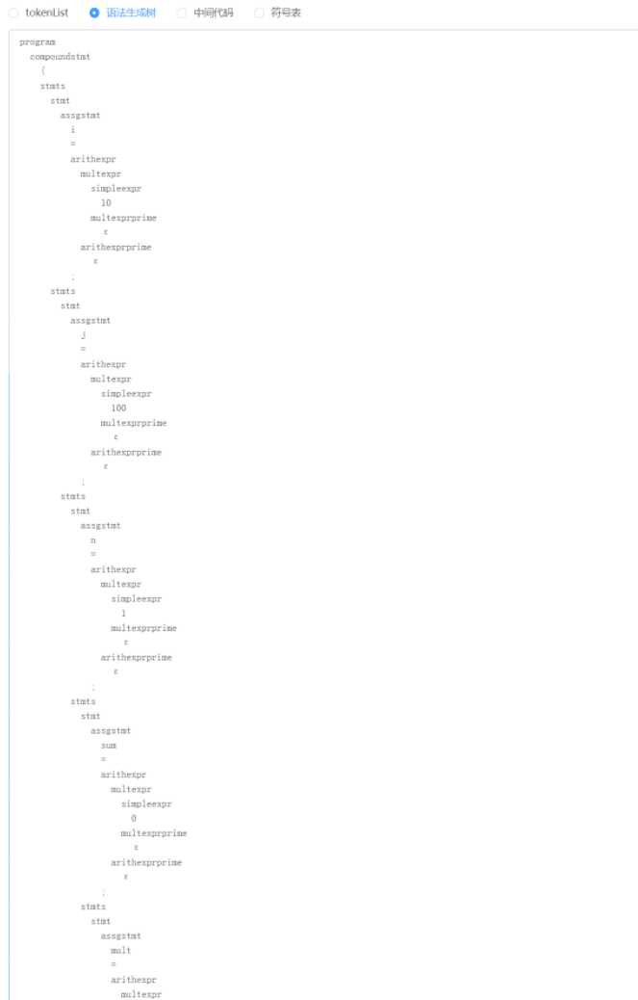 tokenList 语法生成树 中间代码 符号表
program
compoundstmt
{
stmts
stmt
assgstmt
i
=
arithexpr
multexpr
simpleexpr
10
multexprprime
ε
arithexprprime
ε
;
stmts
stmt
assgstmt
j
=
arithexpr
multexpr
simpleexpr
100
multexprprime
ε
arithexprprime
ε
;
stmts
stmt
assgstmt
n
=
arithexpr
multexpr
simpleexpr
1
multexprprime
ε
arithexprprime
ε
;
stmts
stmt
assgstmt
sum
=
arithexpr
multexpr
simpleexpr
0
multexprprime
ε
arithexprprime
ε
;
stmts
stmt
assgstmt
mult
=
arithexpr
multexpr